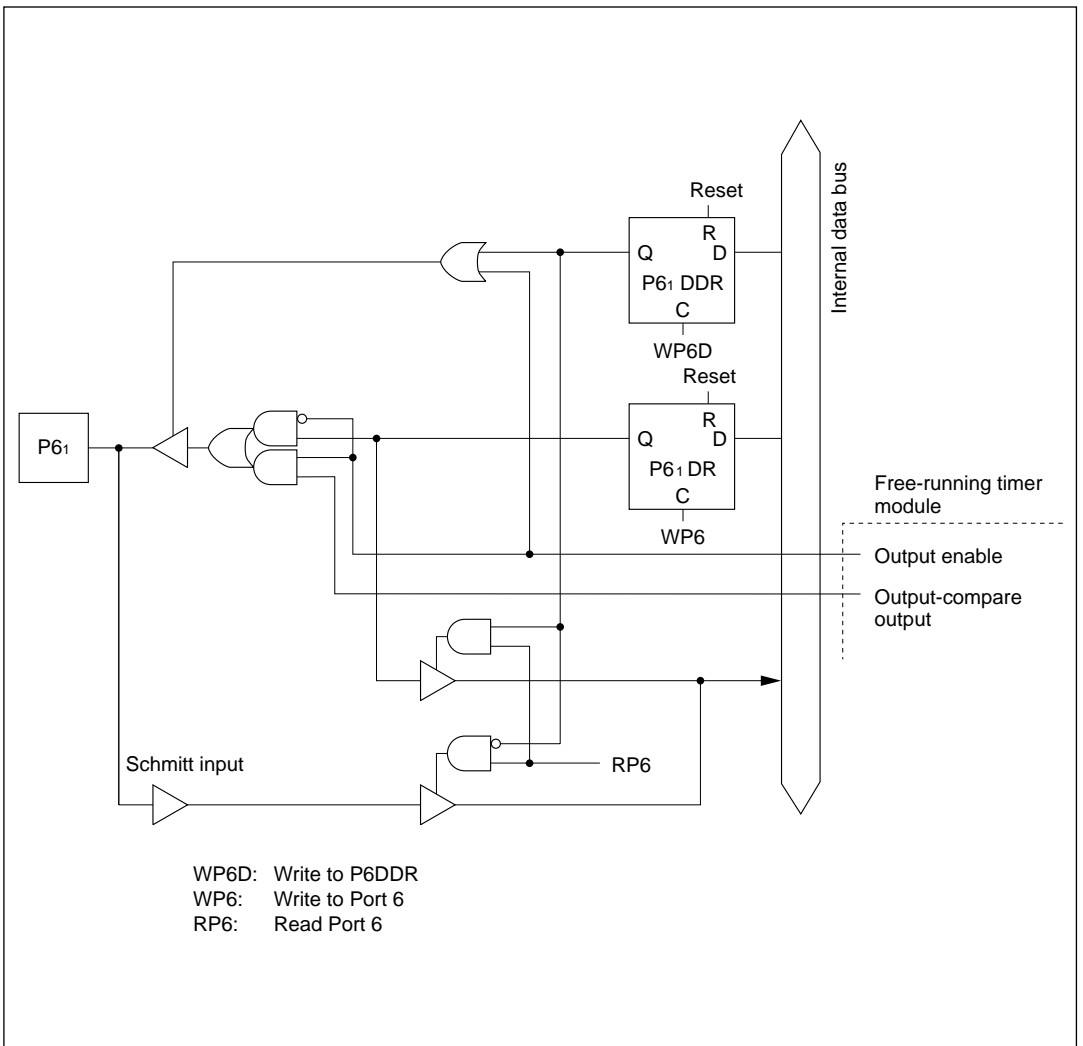 Reset
R
Q D
P6₁ DDR
C
WP6D
Internal data bus
Reset
R
Q D
P6₁ DR
C
WP6
P6₁
Free-running timer
module
Output enable
Output-compare
output
Schmitt input
RP6
WP6D: Write to P6DDR
WP6: Write to Port 6
RP6: Read Port 6